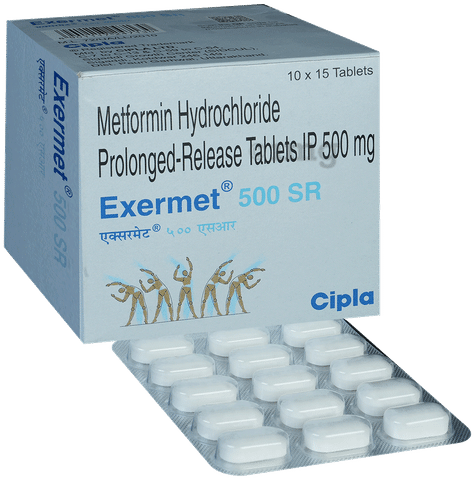 Cipla
10 x 15 Tablets
Metformin Hydrochloride
Prolonged-Release Tablets IP 500 mg
Exermet® 500 SR
एक्सरमेट® ५०० एसआर
Cipla
Exermet® 500 SR